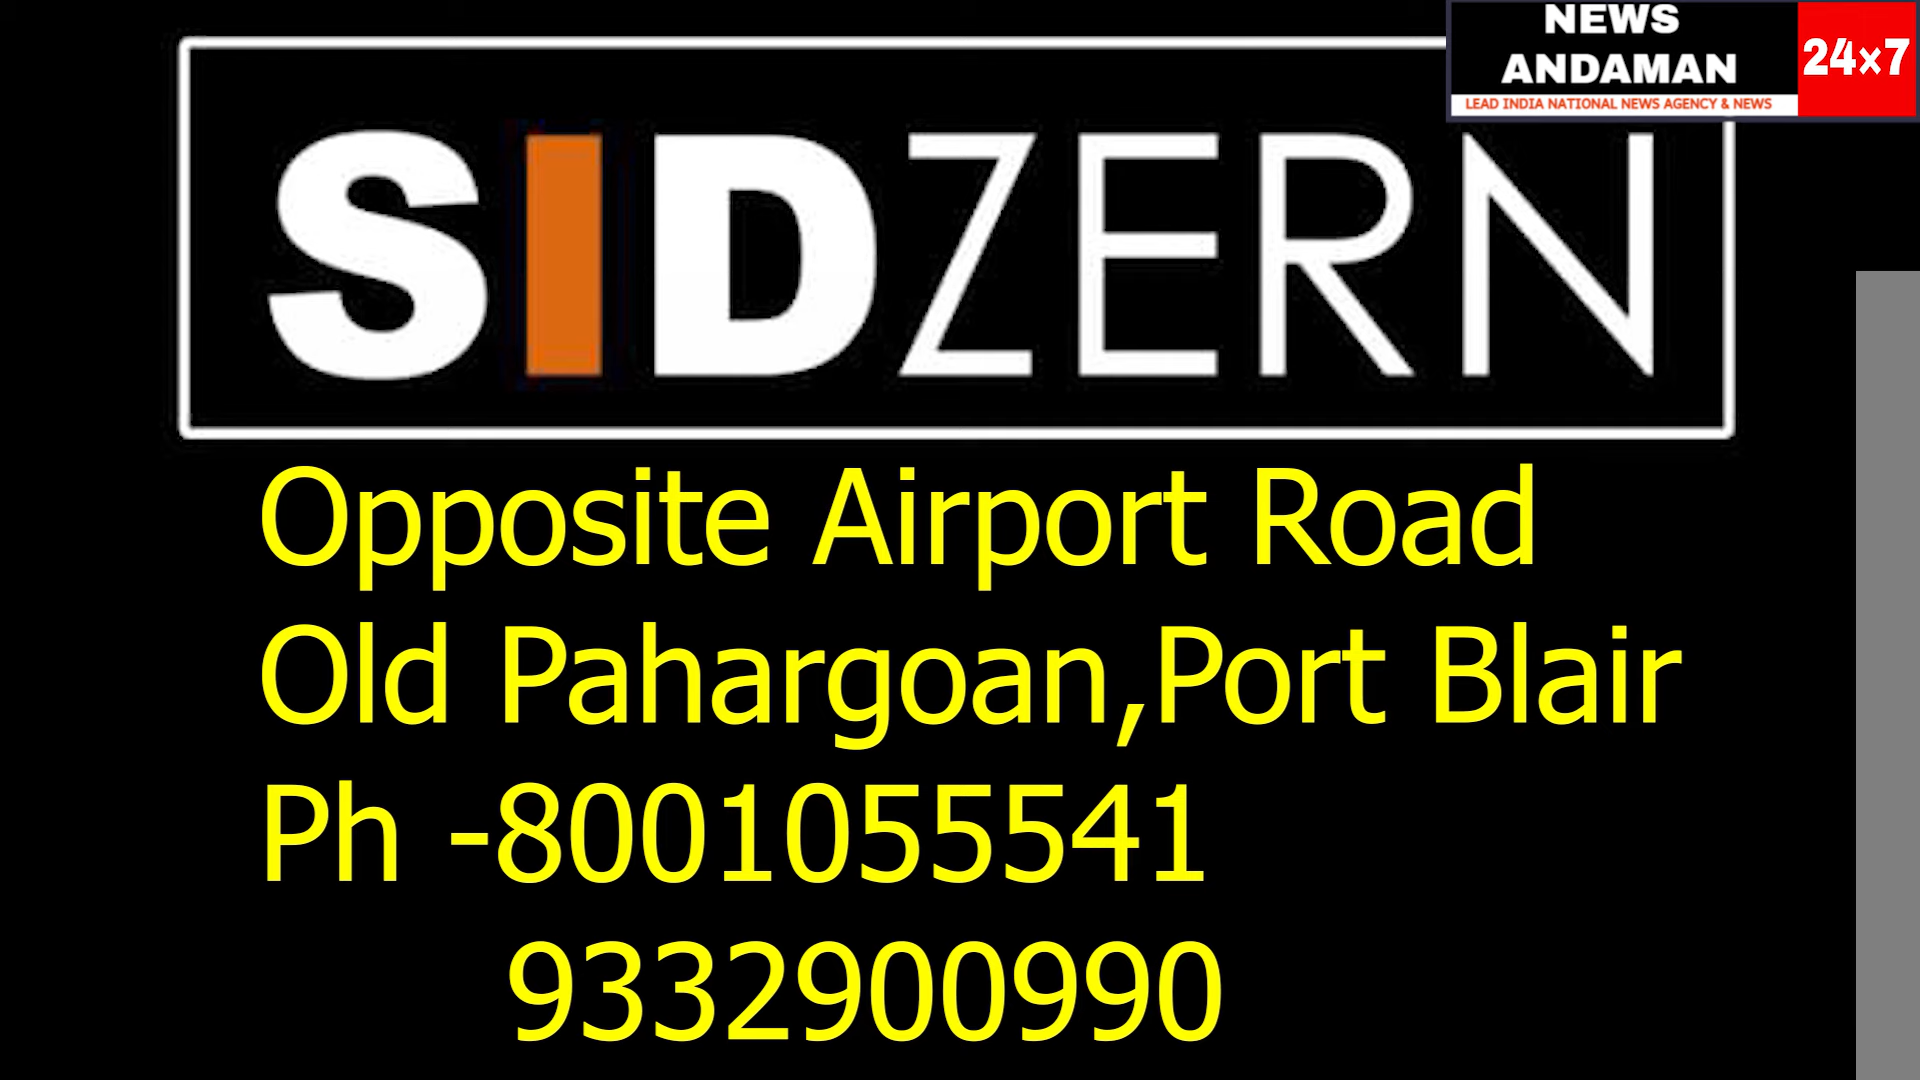 NEWS
ANDAMAN
24×7
LEAD INDIA NATIONAL NEWS AGENCY & NEWS
SIDZERN
Opposite Airport Road
Old Pahargoan,Port Blair
Ph -8001055541
9332900990